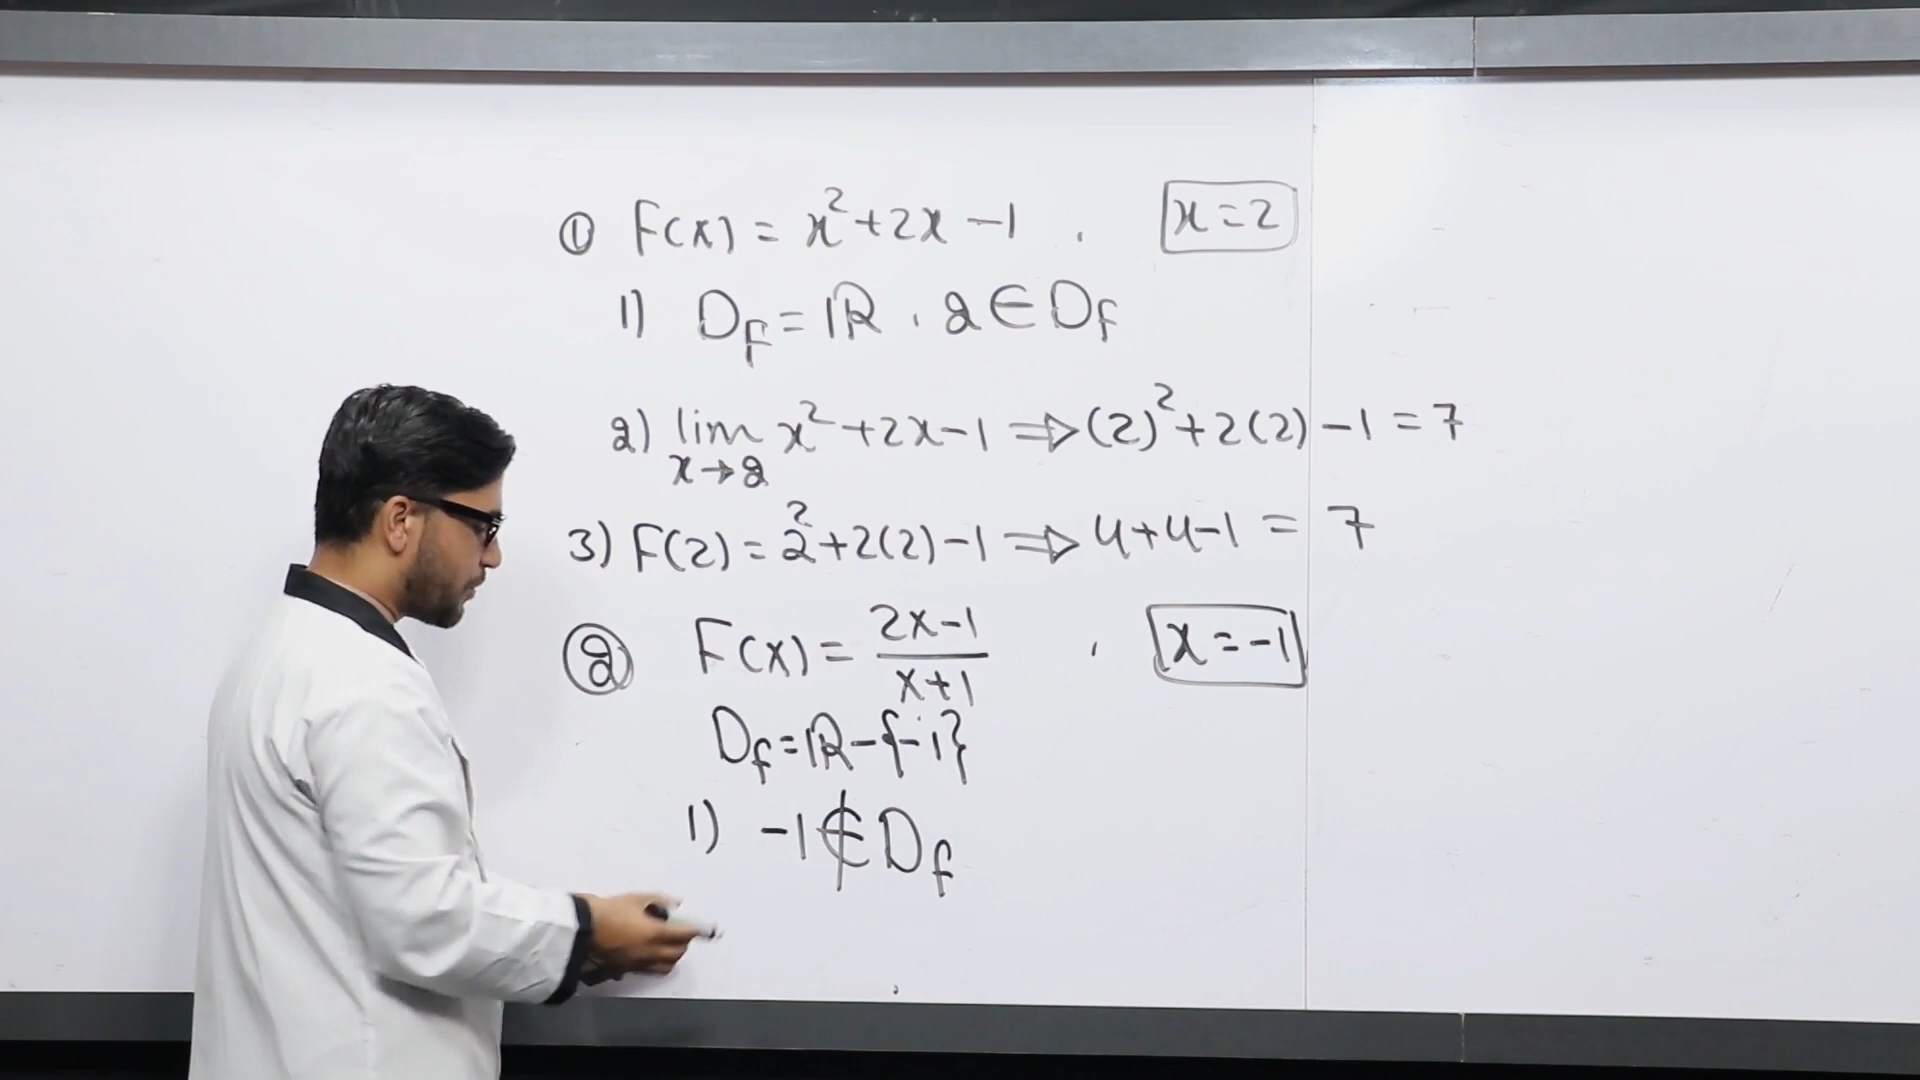 ① F(x) = x²+2x-1 , x=2
1) Df = ℝ , 2 ∈ Df
2) lim x→2 x²+2x-1 ⇒ (2)²+2(2)-1 = 7
3) F(2) = 2²+2(2)-1 ⇒ 4+4-1 = 7
② F(x) = (2x-1)/(x+1) , x=-1
Df = ℝ-{-1}
1) -1 ∉ Df